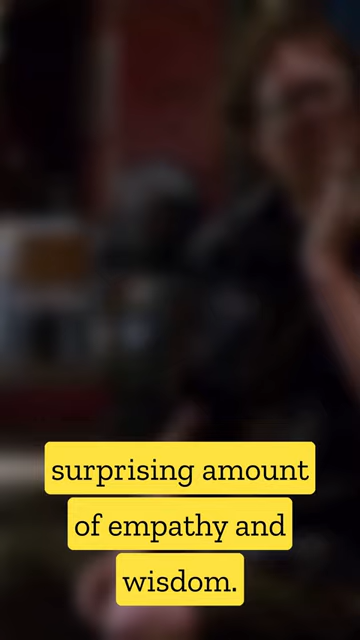 surprising amount
of empathy and
wisdom.